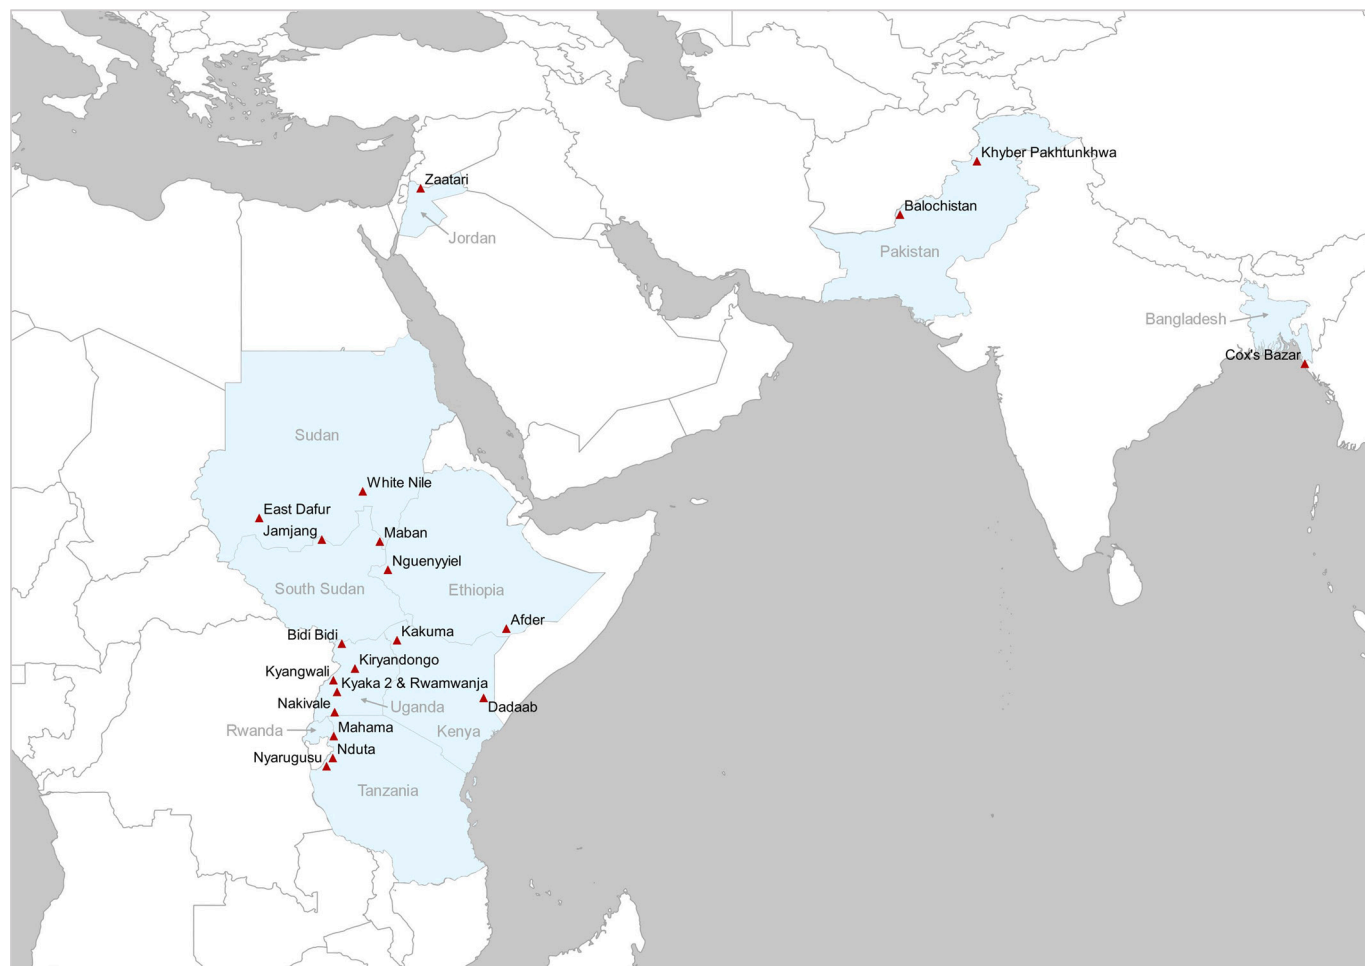 Khyber Pakhtunkhwa
Zaatari
Balochistan
Jordan
Pakistan
Bangladesh
Cox's Bazar
Sudan
White Nile
East Dafur
Jamjang
Maban
Nguenyyiel
South Sudan
Ethiopia
Afder
Bidi Bidi
Kakuma
Kiryandongo
Kyangwali
Kyaka 2 & Rwamwanja
Nakivale
Uganda
Dadaab
Rwanda
Mahama
Kenya
Nduta
Nyarugusu
Tanzania